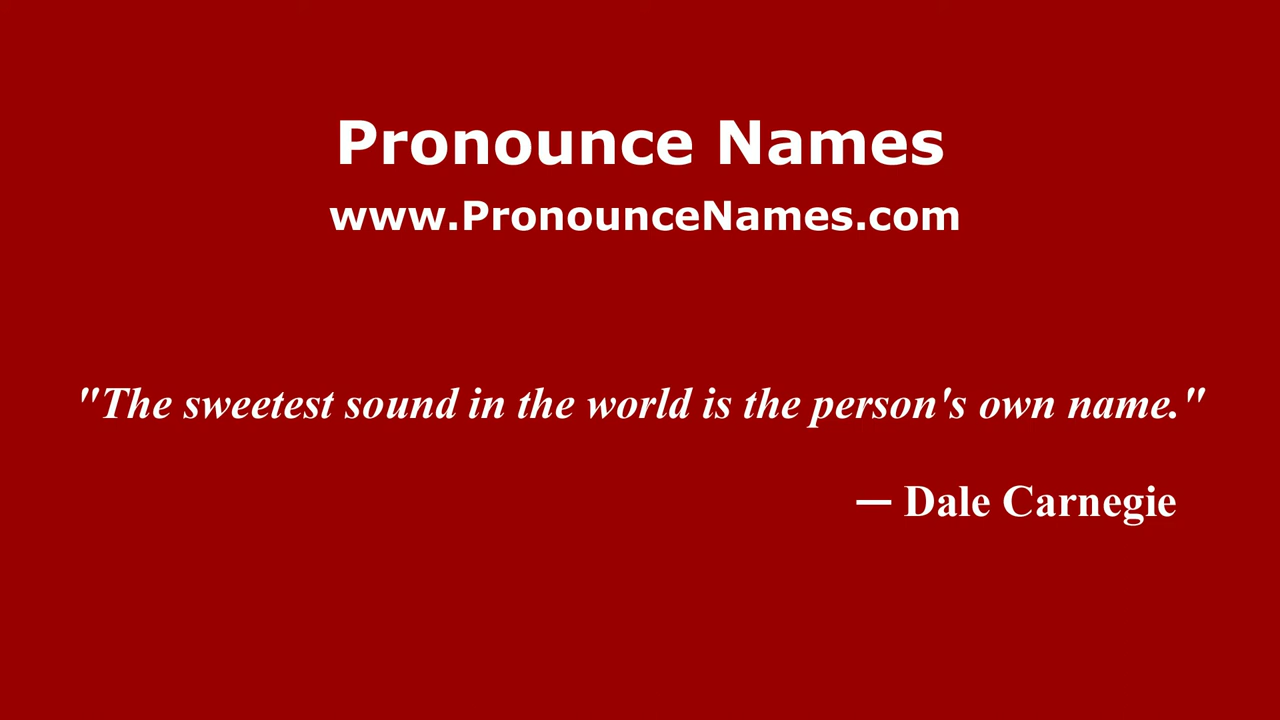 Pronounce Names
www.PronounceNames.com
"The sweetest sound in the world is the person's own name."
— Dale Carnegie